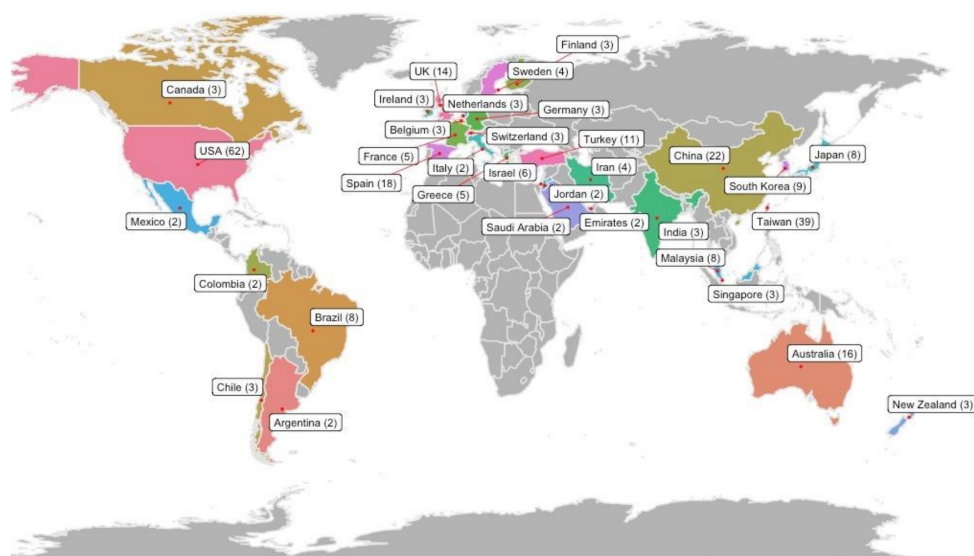 Finland (3)
UK (14)
Sweden (4)
Canada (3)
Ireland (3)
Netherlands (3)
Germany (3)
Belgium (3)
Switzerland (3)
Turkey (11)
USA (62)
France (5)
Italy (2)
Israel (6)
Iran (4)
China (22)
Japan (8)
Spain (18)
Greece (5)
Jordan (2)
South Korea (9)
Mexico (2)
Saudi Arabia (2)
Emirates (2)
India (3)
Taiwan (39)
Malaysia (8)
Colombia (2)
Singapore (3)
Brazil (8)
Australia (16)
Chile (3)
New Zealand (3)
Argentina (2)